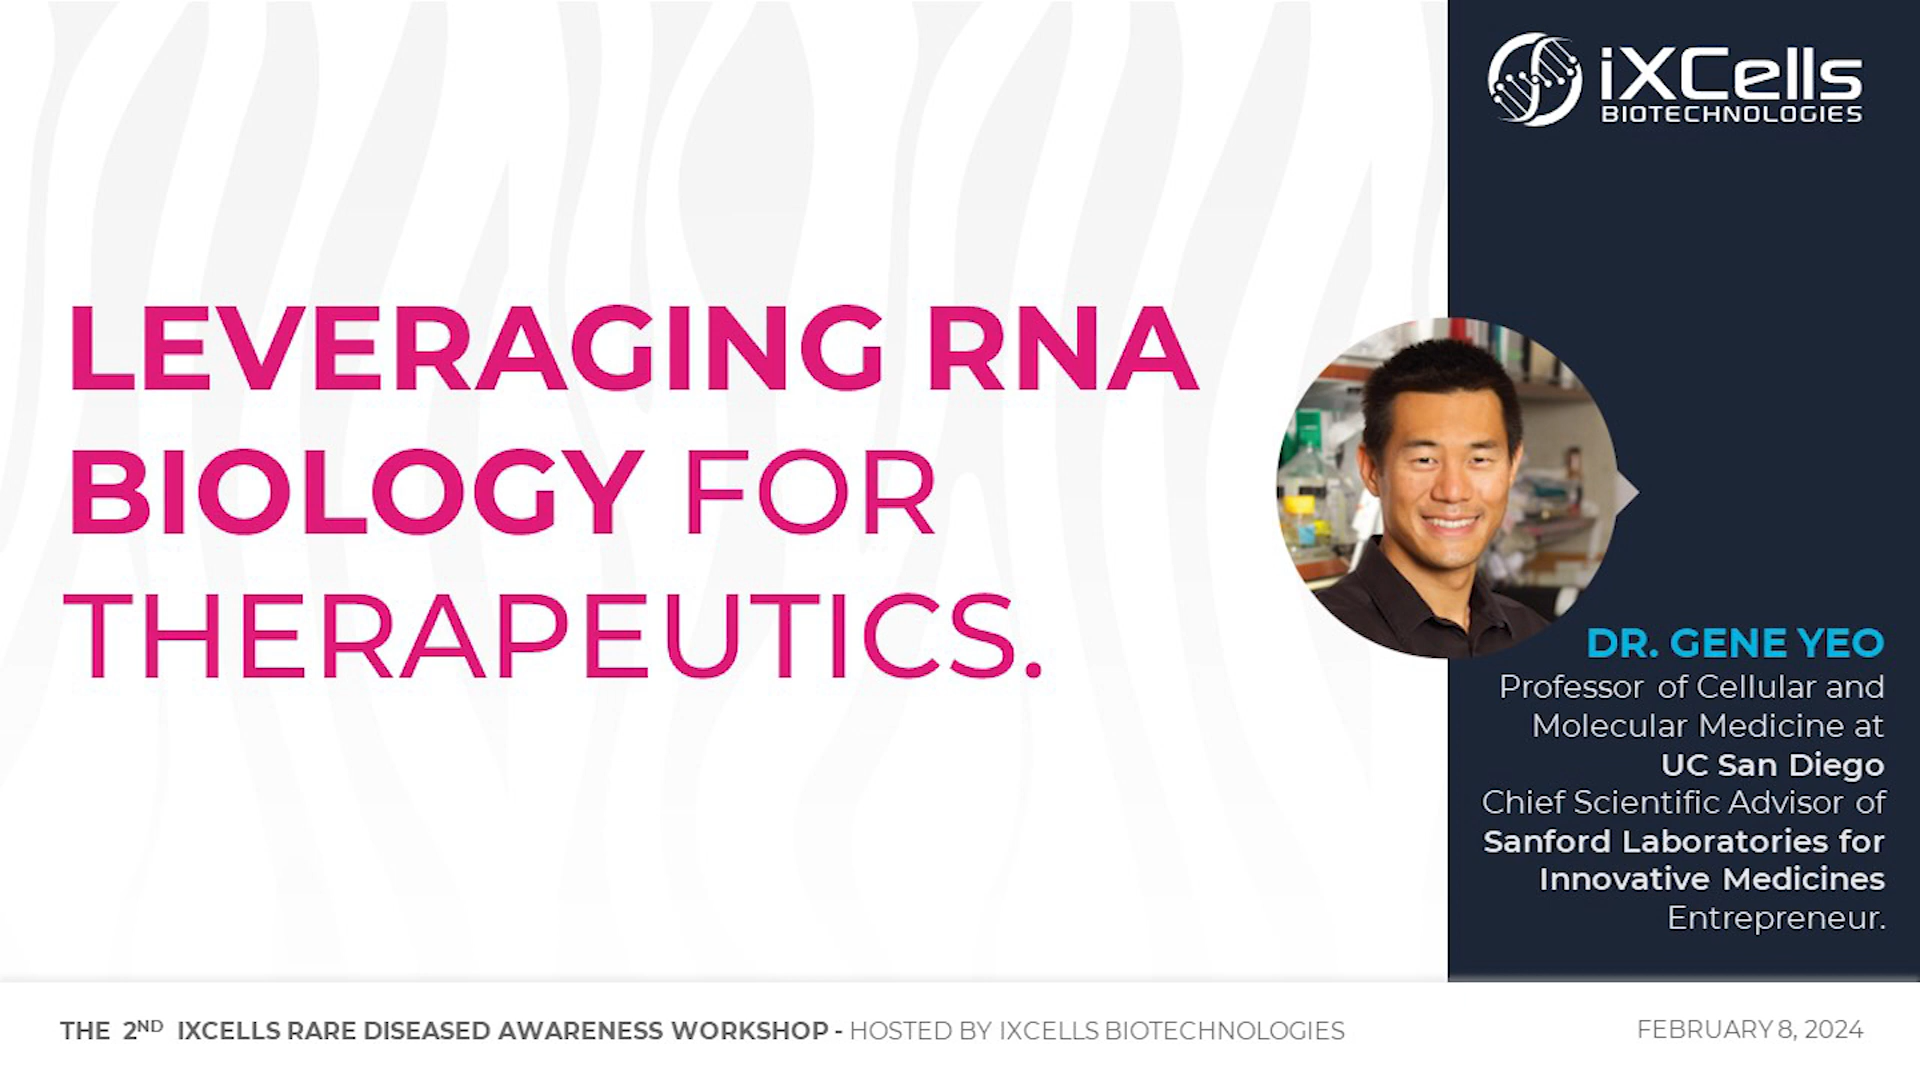 iXCells
BIOTECHNOLOGIES
LEVERAGING RNA
BIOLOGY FOR
THERAPEUTICS.
DR. GENE YEO
Professor of Cellular and
Molecular Medicine at
UC San Diego
Chief Scientific Advisor of
Sanford Laboratories for
Innovative Medicines
Entrepreneur.
THE 2ND IXCELLS RARE DISEASED AWARENESS WORKSHOP - HOSTED BY IXCELLS BIOTECHNOLOGIES
FEBRUARY 8, 2024